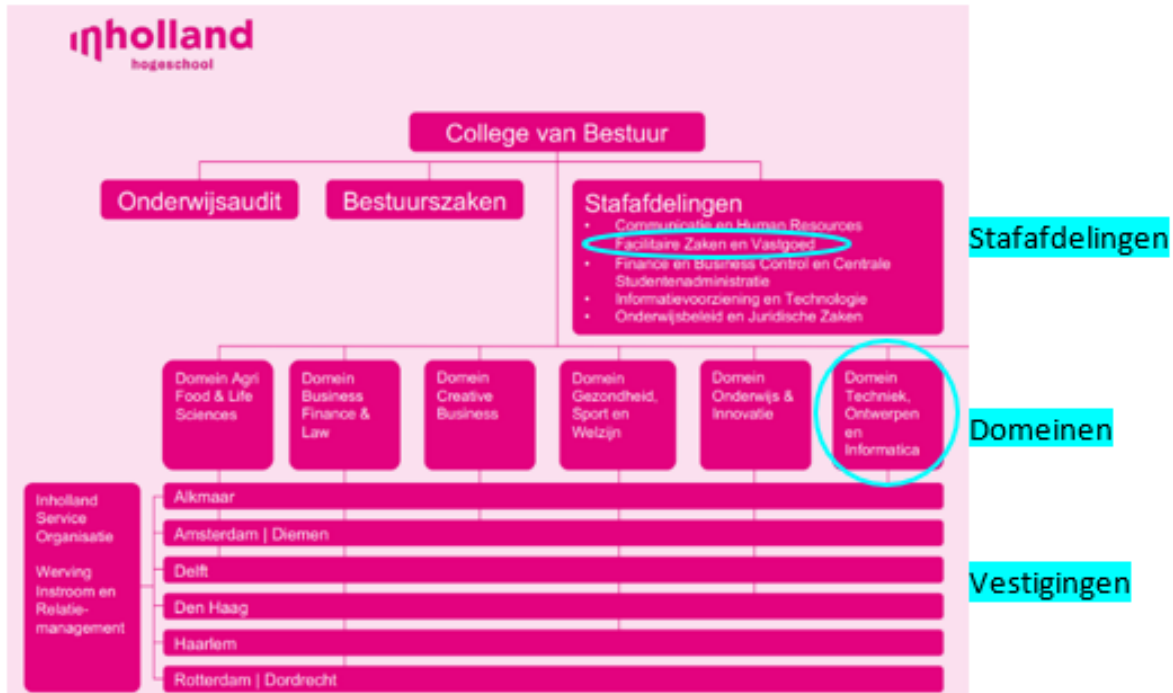 inholland
hogeschool
College van Bestuur
Onderwijsaudit
Bestuurszaken
Stafafdelingen
• Communicatie en Human Resources
• Facilitaire Zaken en Vastgoed
• Finance en Business Control en Centrale
Studentenadministratie
• Informatievoorziening en Technologie
• Onderwijsbeleid en Juridische Zaken
Stafafdelingen
Domein Agri
Food & Life
Sciences
Domein
Business
Finance &
Law
Domein
Creative
Business
Domein
Gezondheid,
Sport en
Welzijn
Domein
Onderwijs &
Innovatie
Domein
Techniek,
Ontwerpen
en
Informatica
Domeinen
Inholland
Service
Organisatie
Werving
Instroom en
Relatie-
management
Alkmaar
Amsterdam | Diemen
Delft
Den Haag
Haarlem
Rotterdam | Dordrecht
Vestigingen